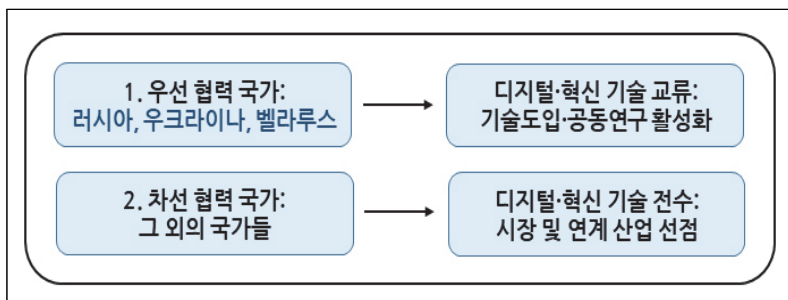 1. 우선 협력 국가:
러시아, 우크라이나, 벨라루스
디지털·혁신 기술 교류:
기술도입·공동연구 활성화
2. 차선 협력 국가:
그 외의 국가들
디지털·혁신 기술 전수:
시장 및 연계 산업 선점